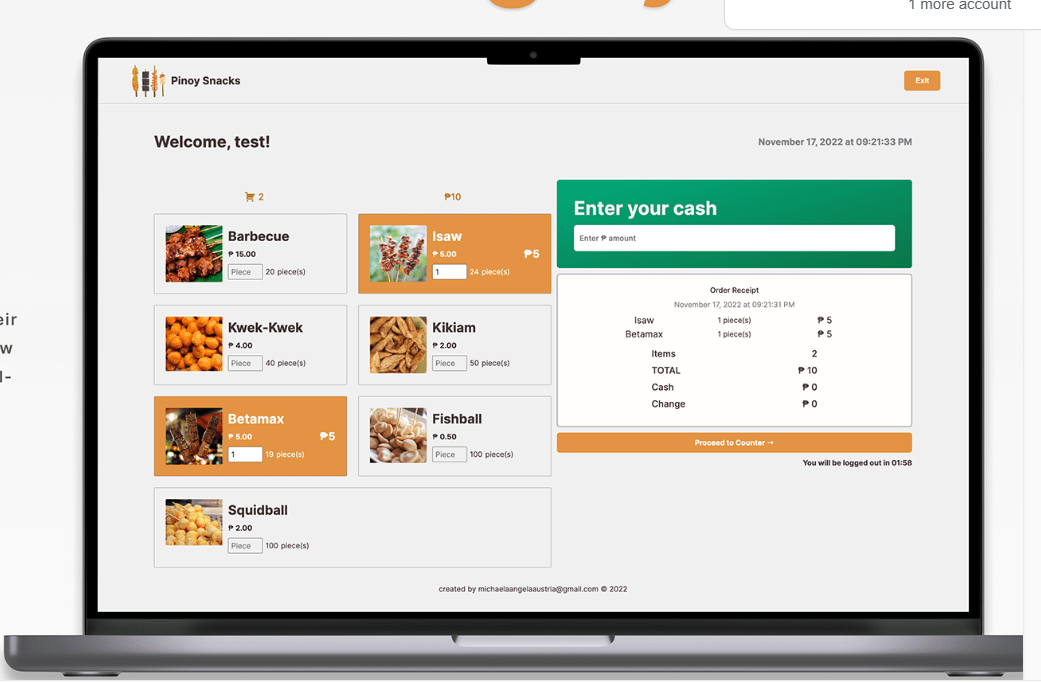 1 more account
Pinoy Snacks
Exit
Welcome, test!
November 17, 2022 at 09:21:33 PM
2
₱10
Barbecue
₱ 15.00
Piece 20 piece(s)
Isaw
₱ 5.00
₱5
1 24 piece(s)
Kwek-Kwek
₱ 4.00
Piece 40 piece(s)
Kikiam
₱ 2.00
Piece 50 piece(s)
Betamax
₱ 5.00
₱5
1 19 piece(s)
Fishball
₱ 0.50
Piece 100 piece(s)
Squidball
₱ 2.00
Piece 100 piece(s)
Enter your cash
Enter ₱ amount
Order Receipt
November 17, 2022 at 09:21:31 PM
Isaw 1 piece(s) ₱ 5
Betamax 1 piece(s) ₱ 5
Items 2
TOTAL ₱ 10
Cash ₱ 0
Change ₱ 0
Proceed to Counter →
You will be logged out in 01:58
created by michaelaangelaaustria@gmail.com © 2022